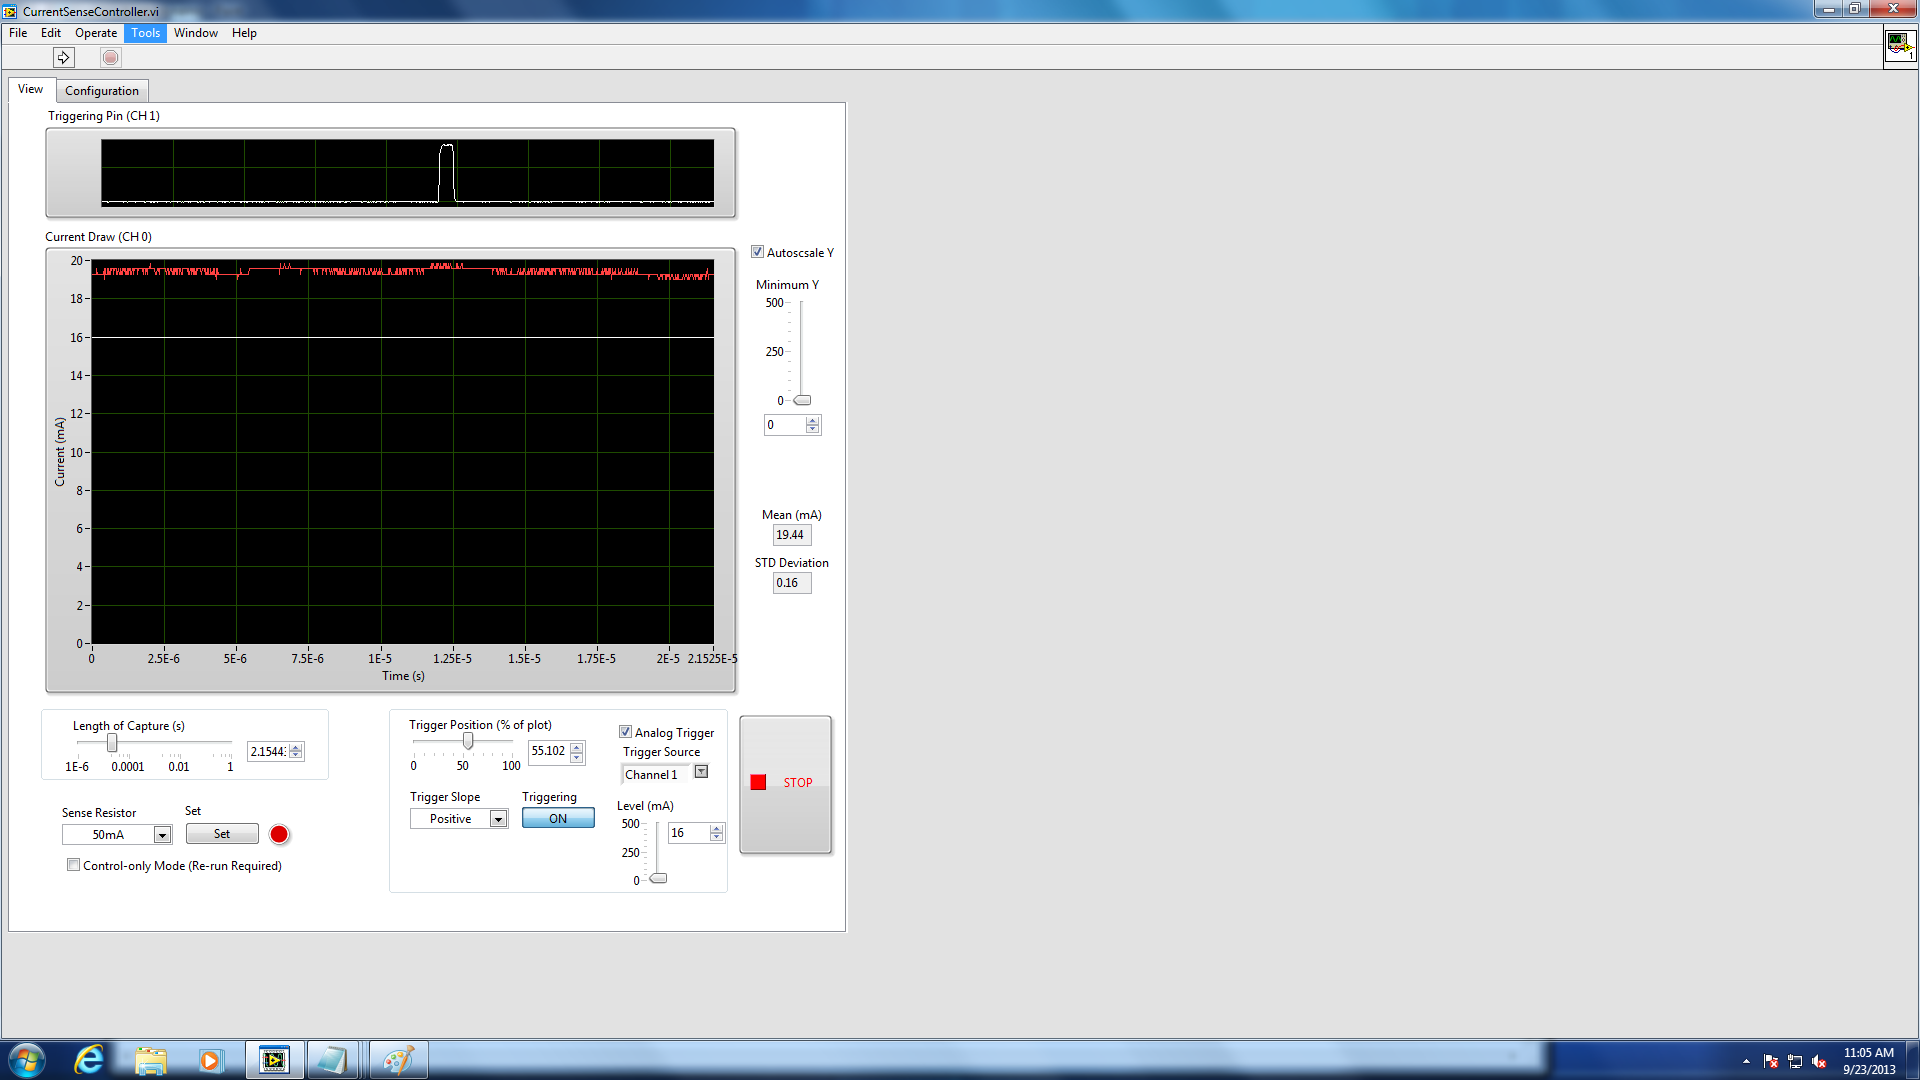 CurrentSenseController.vi
File Edit Operate Tools Window Help
1
View Configuration
Triggering Pin (CH 1)
Current Draw (CH 0)
Autoscsale Y
Minimum Y
500
250
0
0
Mean (mA)
19.44
STD Deviation
0.16
Current (mA)
20
18
16
14
12
10
8
6
4
2
0
0 2.5E-6 5E-6 7.5E-6 1E-5 1.25E-5 1.5E-5 1.75E-5 2E-5 2.1525E-5
Time (s)
Length of Capture (s)
1E-6 0.0001 0.01 1
Sense Resistor
50mA
Set
Set
Control-only Mode (Re-run Required)
Trigger Position (% of plot)
0 50 100
55.102
Trigger Slope
Positive
Triggering
ON
Analog Trigger
Trigger Source
Channel 1
Level (mA)
500
250
0
16
STOP
11:05 AM
9/23/2013